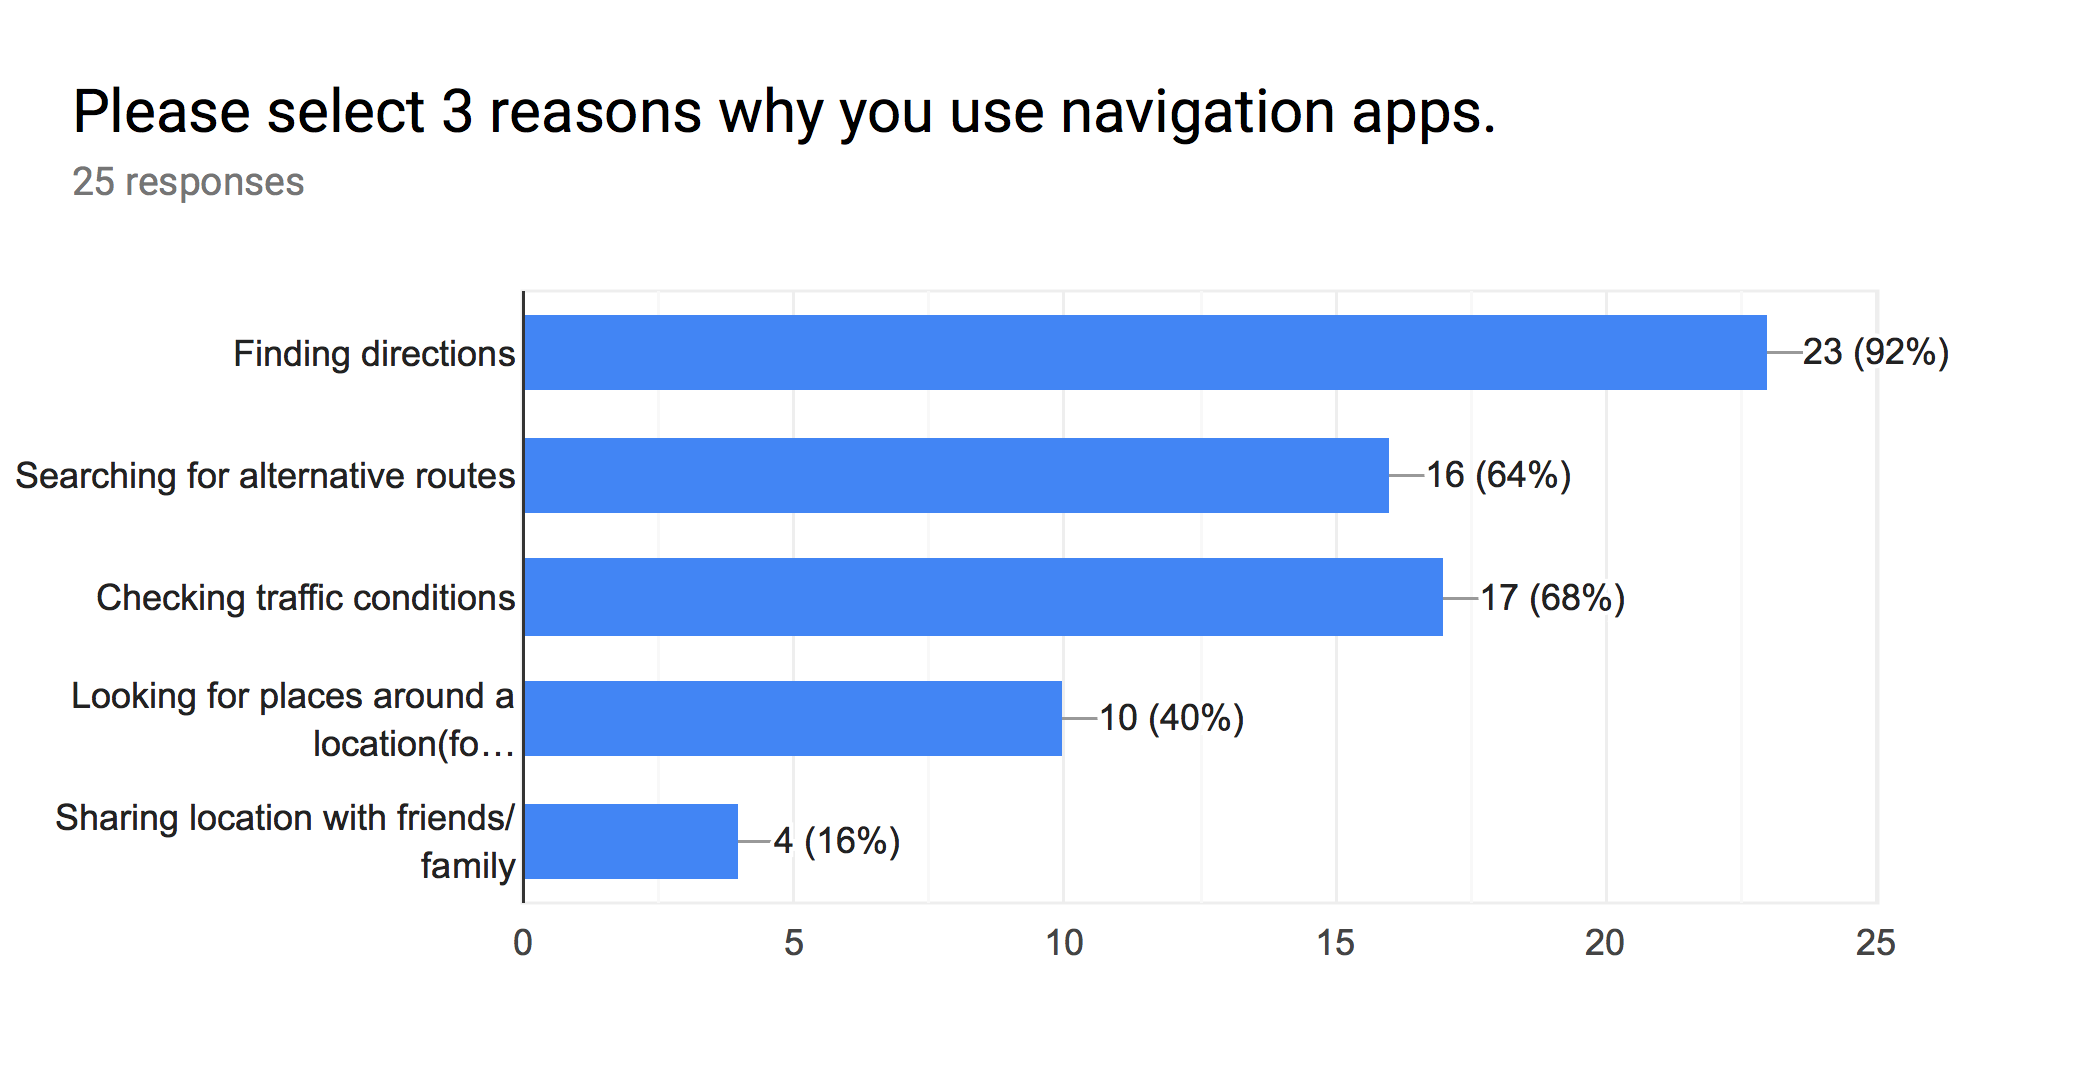 Please select 3 reasons why you use navigation apps.
25 responses
Finding directions
23 (92%)
Searching for alternative routes
16 (64%)
Checking traffic conditions
17 (68%)
Looking for places around a
location(fo…
10 (40%)
Sharing location with friends/
family
4 (16%)
0 5 10 15 20 25